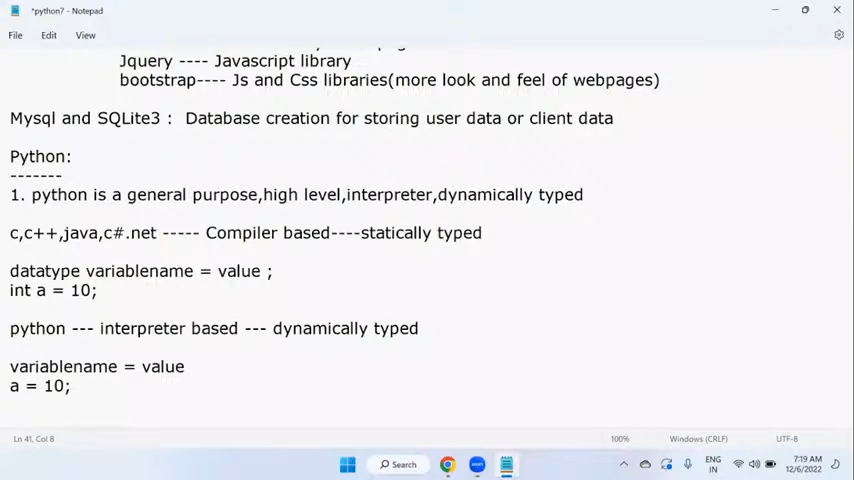 *python7 - Notepad
File Edit View
Jquery ---- Javascript library
bootstrap---- Js and Css libraries(more look and feel of webpages)
Mysql and SQLite3 :  Database creation for storing user data or client data
Python:
-------
1. python is a general purpose,high level,interpreter,dynamically typed
c,c++,java,c#.net ----- Compiler based----statically typed
datatype variablename = value ;
int a = 10;
python --- interpreter based --- dynamically typed
variablename = value
a = 10;
Ln 41, Col 8 100% Windows (CRLF) UTF-8
Search zoom ENG IN 7:19 AM 12/6/2022